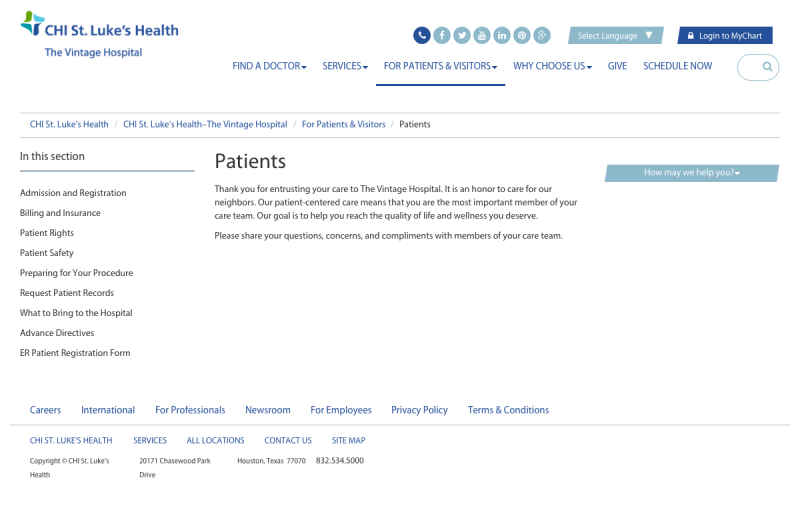 CHI St. Luke's Health
The Vintage Hospital
Select Language ▼
Login to MyChart
FIND A DOCTOR SERVICES FOR PATIENTS & VISITORS WHY CHOOSE US GIVE SCHEDULE NOW
CHI St. Luke's Health / CHI St. Luke's Health–The Vintage Hospital / For Patients & Visitors / Patients
In this section
Admission and Registration
Billing and Insurance
Patient Rights
Patient Safety
Preparing for Your Procedure
Request Patient Records
What to Bring to the Hospital
Advance Directives
ER Patient Registration Form
Patients
Thank you for entrusting your care to The Vintage Hospital. It is an honor to care for our
neighbors. Our patient-centered care means that you are the most important member of your
care team. Our goal is to help you reach the quality of life and wellness you deserve.
Please share your questions, concerns, and compliments with members of your care team.
How may we help you?
Careers International For Professionals Newsroom For Employees Privacy Policy Terms & Conditions
CHI ST. LUKE'S HEALTH SERVICES ALL LOCATIONS CONTACT US SITE MAP
Copyright © CHI St. Luke's
Health
20171 Chasewood Park
Drive
Houston, Texas 77070
832.534.5000